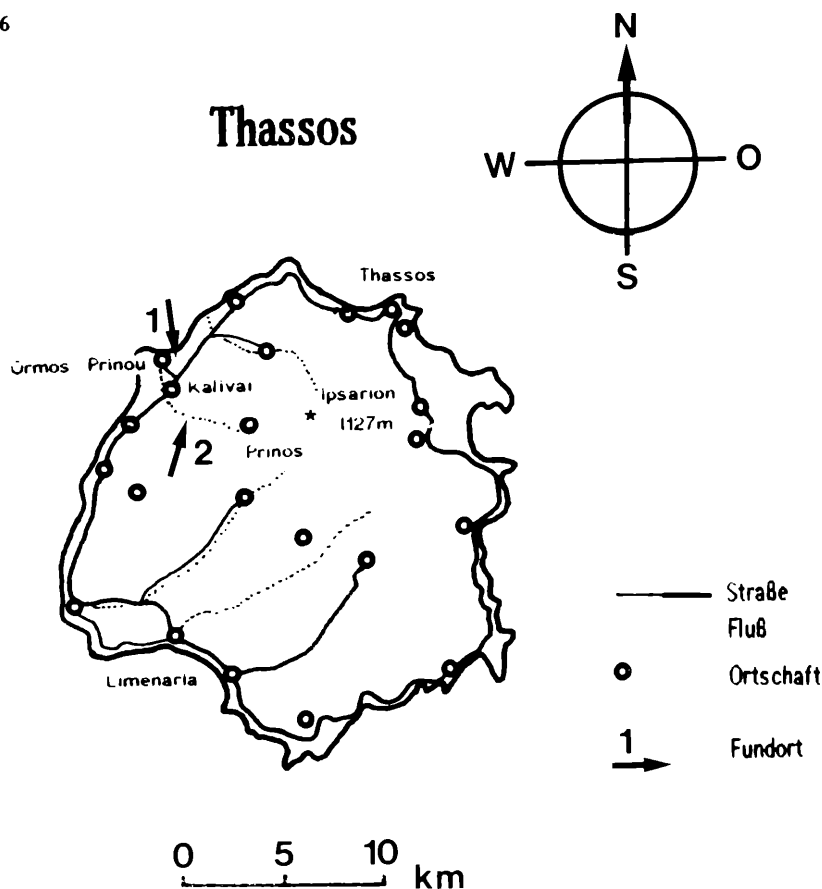 6
N
Thassos
W O
S
Thassos
1
Ürmos Prinou
Kalivai
Ipsarion
1127m
2
Prinos
Straße
Fluß
Limenaria
Ortschaft
1
Fundort
0 5 10 km